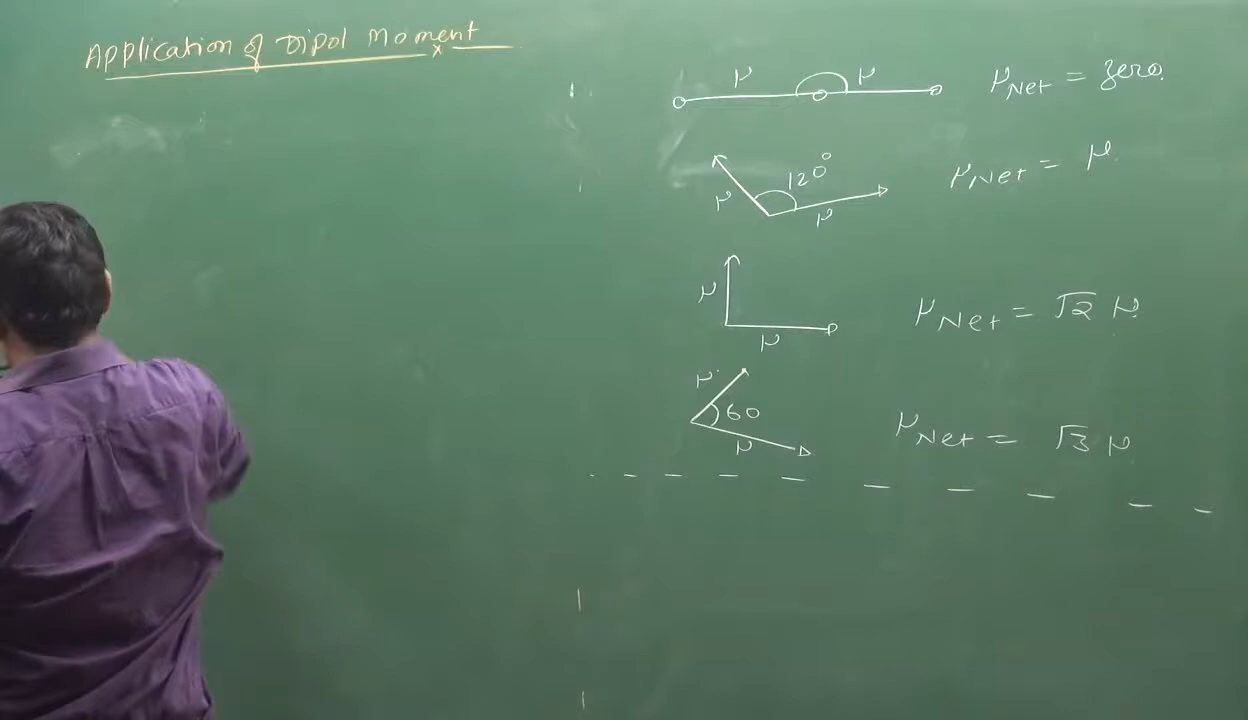 Application of Dipol Moment
μ μ μNet = zero
μ 120° μ μNet = μ
μ μ μNet = √2 μ
μ 60 μ μNet = √3 μ